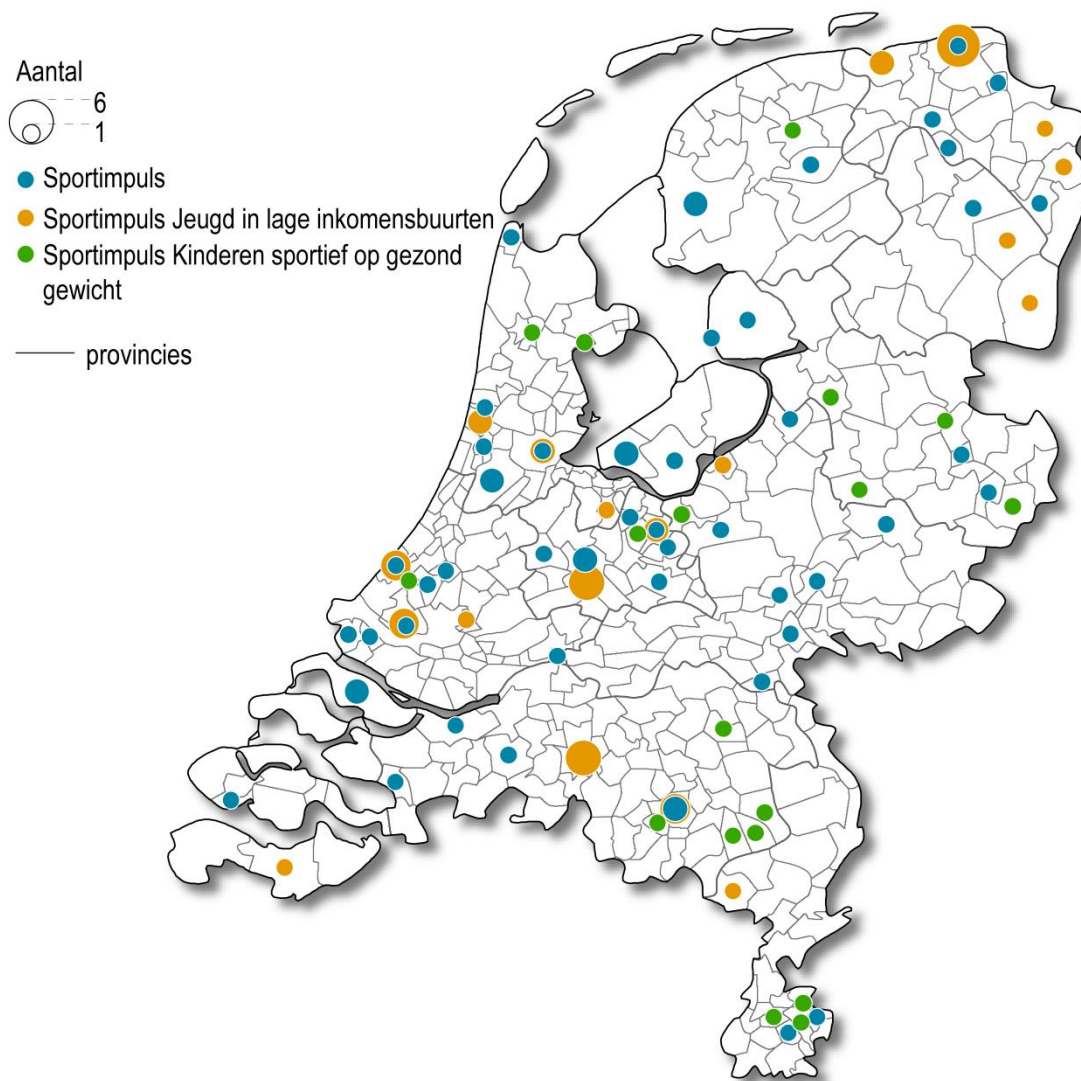 Aantal
6
1
Sportimpuls
Sportimpuls Jeugd in lage inkomensbuurten
Sportimpuls Kinderen sportief op gezond
gewicht
provincies